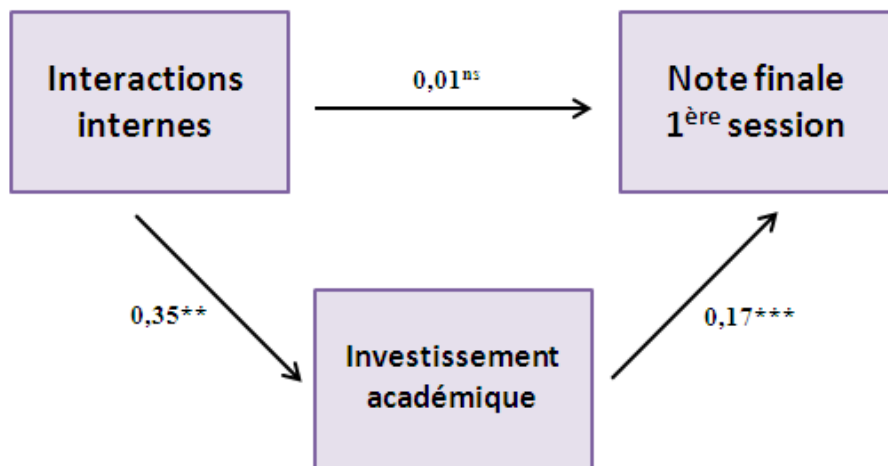 Interactions
internes
0,01ns
Note finale
1ère session
0,35**
0,17***
Investissement
académique